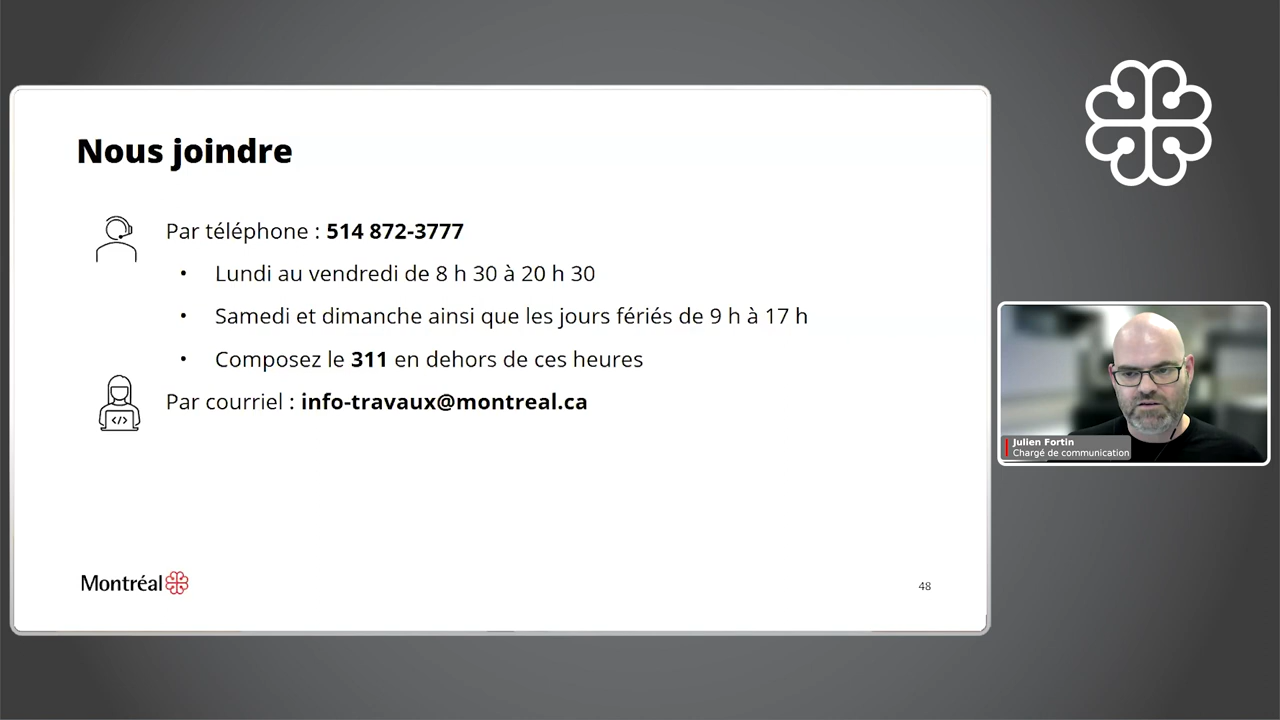 Nous joindre
Par téléphone : 514 872-3777
• Lundi au vendredi de 8 h 30 à 20 h 30
• Samedi et dimanche ainsi que les jours fériés de 9 h à 17 h
• Composez le 311 en dehors de ces heures
</>
Par courriel : info-travaux@montreal.ca
Montréal
48
Julien Fortin
Chargé de communication